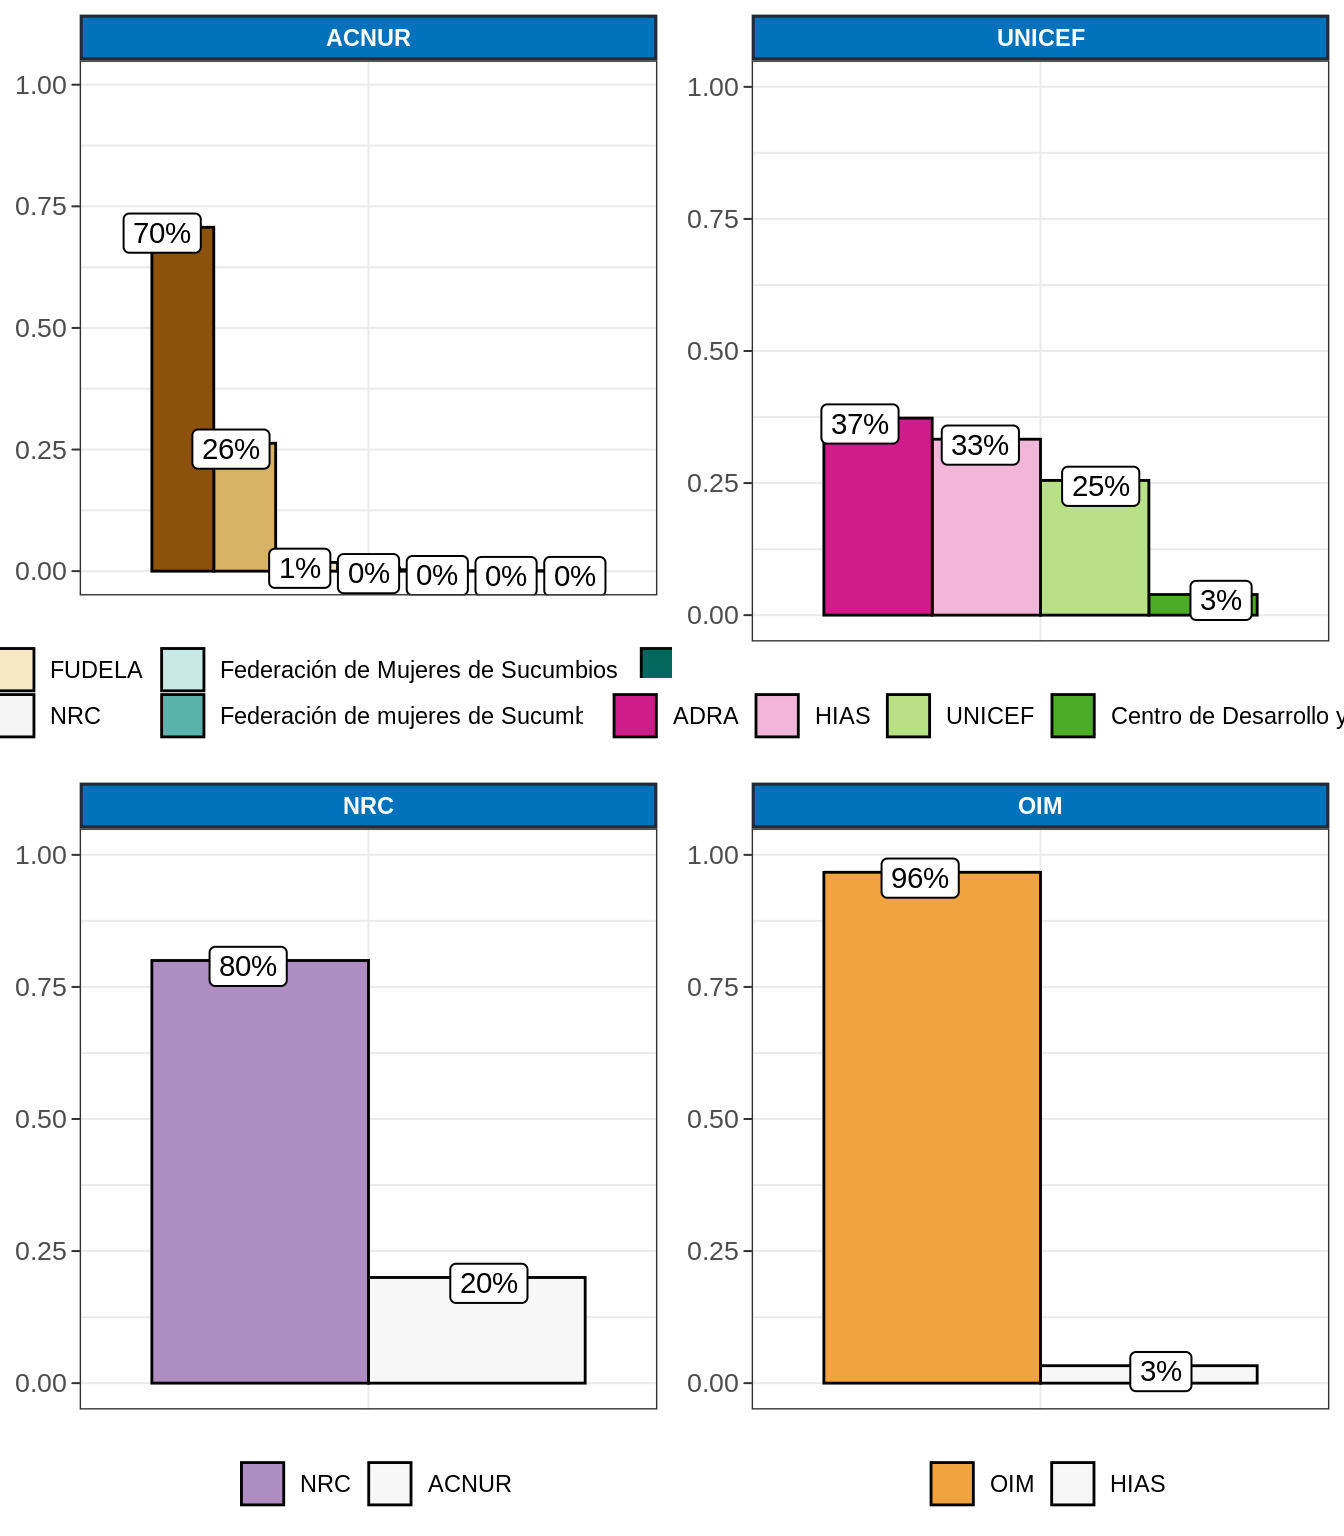 ACNUR
1.00
0.75
0.50
0.25
0.00
70%
26%
1%
0%
0%
0%
0%
FUDELA
Federación de Mujeres de Sucumbios
NRC
Federación de mujeres de
UNICEF
1.00
0.75
0.50
0.25
0.00
37%
33%
25%
3%
ADRA
HIAS
UNICEF
Centro de Desarrollo y
NRC
1.00
0.75
0.50
0.25
0.00
80%
20%
NRC
ACNUR
OIM
1.00
0.75
0.50
0.25
0.00
96%
3%
OIM
HIAS